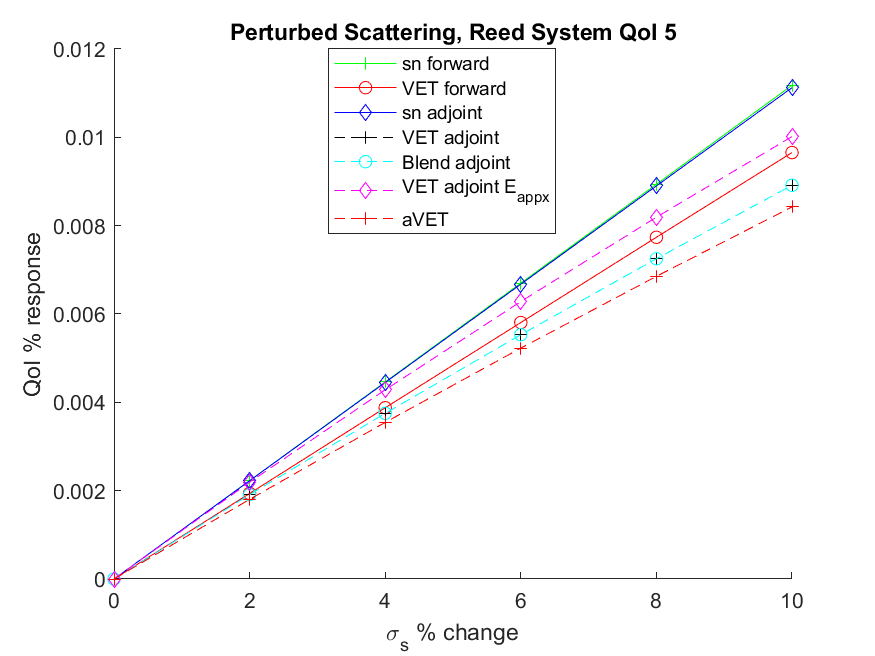 Perturbed Scattering, Reed System QoI 5
0.012
0.01
0.008
0.006
0.004
0.002
0
QoI % response
sn forward
VET forward
sn adjoint
VET adjoint
Blend adjoint
VET adjoint E_appx
aVET
0 2 4 6 8 10
σ_s % change